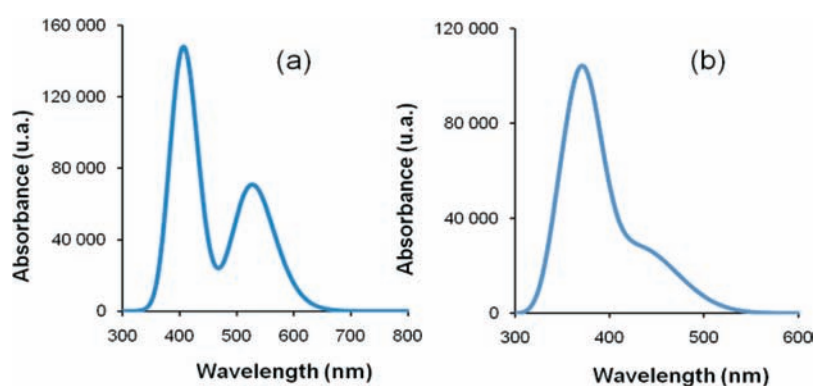 (a)
Absorbance (u.a.)
160 000
120 000
80 000
40 000
0
300 400 500 600 700 800
Wavelength (nm)
(b)
Absorbance (u.a.)
120 000
80 000
40 000
0
300 400 500 600
Wavelength (nm)